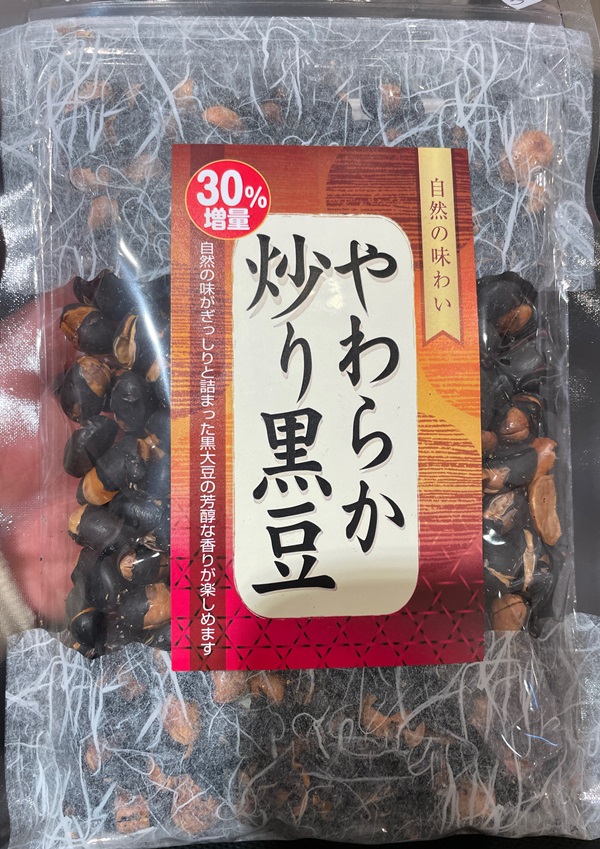 30%
増量
自然の味わい
やわらか
炒り黒豆
自然の味がぎっしりと詰まった黒大豆の芳醇な香りが楽しめます